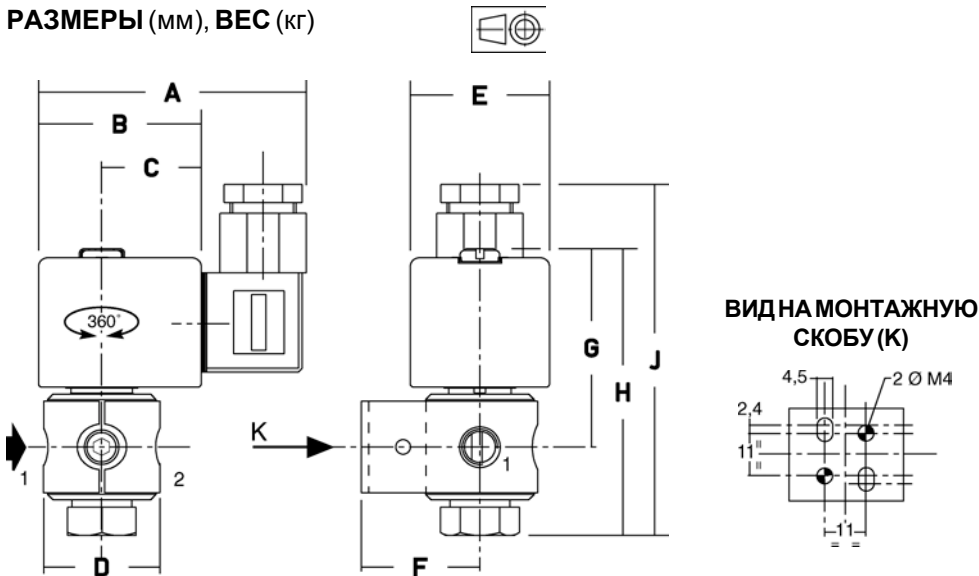 РАЗМЕРЫ (мм), ВЕС (кг)
A
B
C
E
360°
G
H
J
K
1
2
1
D
F
ВИД НА МОНТАЖНУЮ
СКОБУ (K)
4,5
2 Ø M4
2,4
11
=
=
11
= =